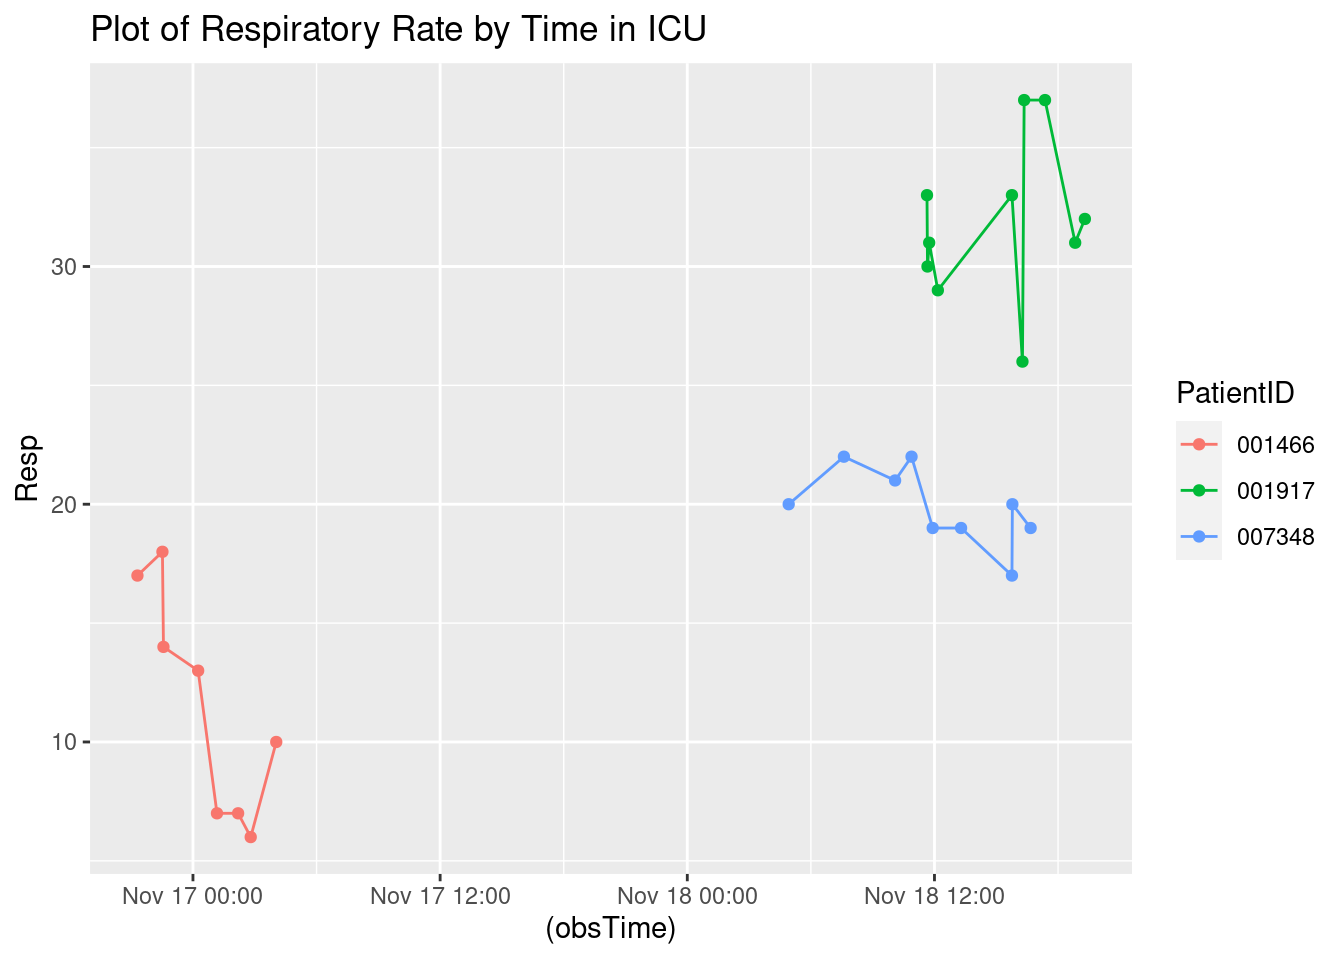 Plot of Respiratory Rate by Time in ICU
Resp
30
20
10
Nov 17 00:00
Nov 17 12:00
Nov 18 00:00
Nov 18 12:00
(obsTime)
PatientID
001466
001917
007348